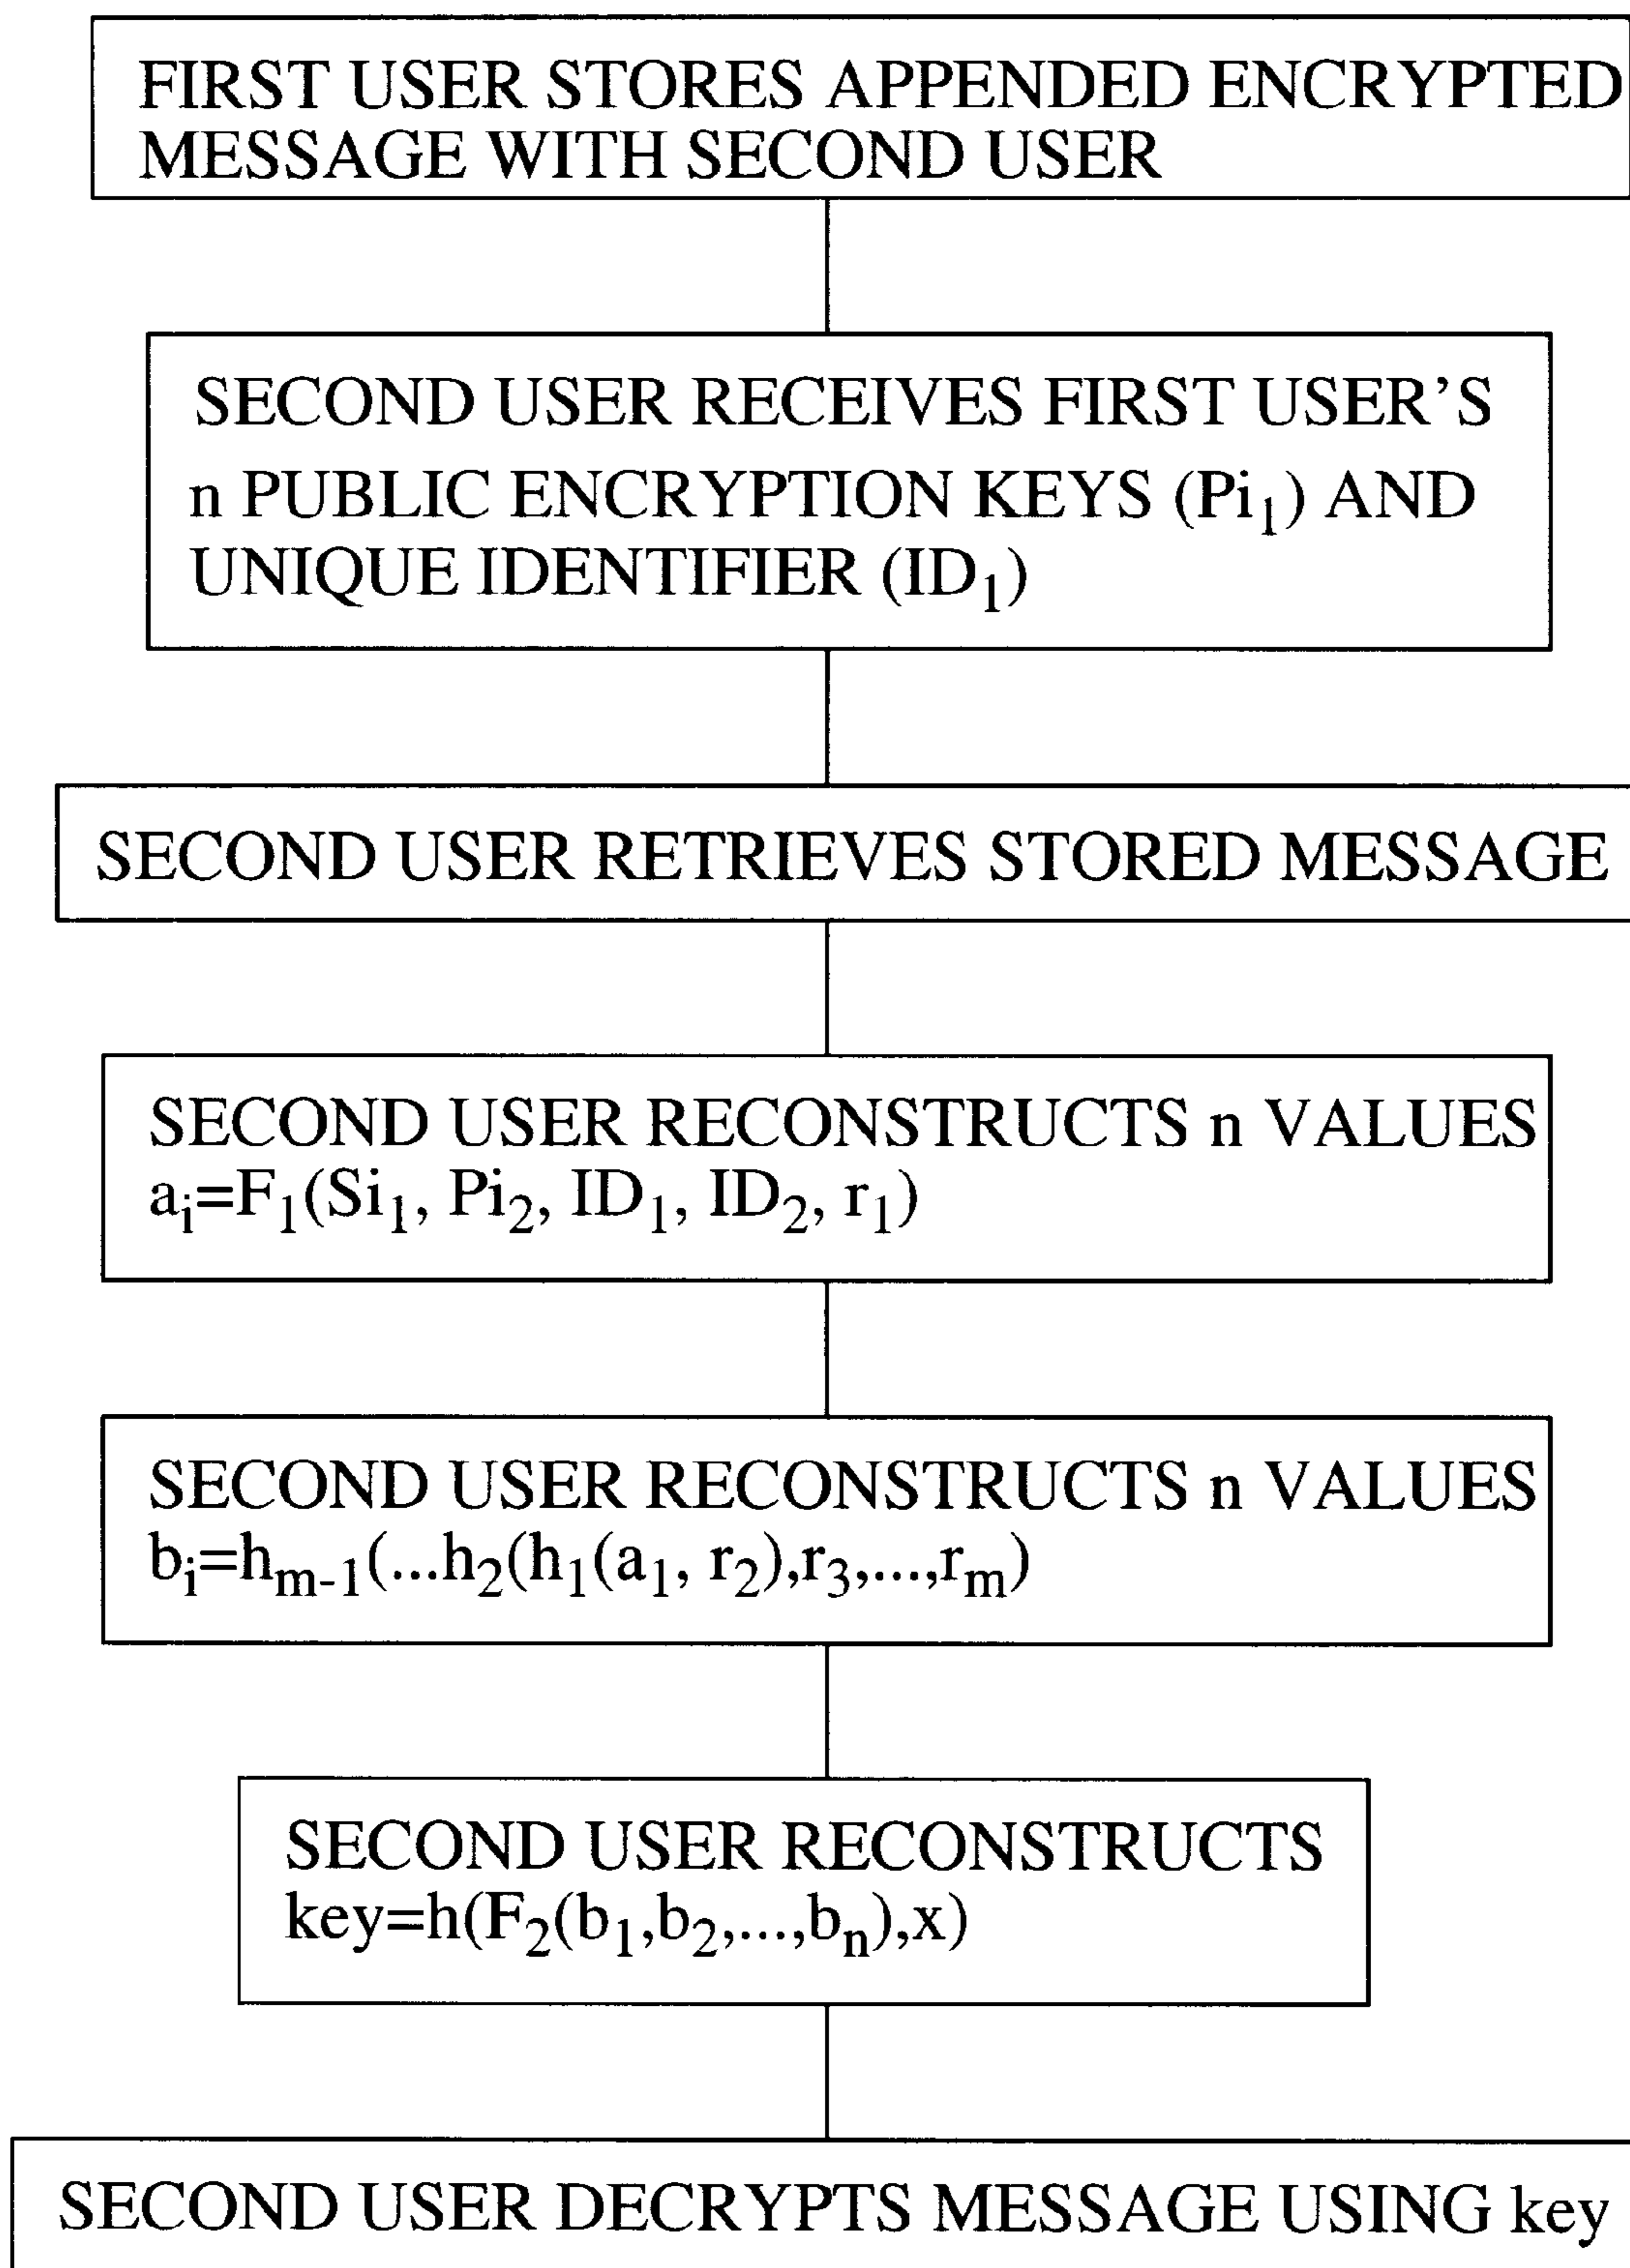 FIRST USER STORES APPENDED ENCRYPTED
MESSAGE WITH SECOND USER
SECOND USER RECEIVES FIRST USER'S
n PUBLIC ENCRYPTION KEYS (Pi₁) AND
UNIQUE IDENTIFIER (ID₁)
SECOND USER RETRIEVES STORED MESSAGE
SECOND USER RECONSTRUCTS n VALUES
aᵢ=F₁(Si₁, Pi₂, ID₁, ID₂, r₁)
SECOND USER RECONSTRUCTS n VALUES
bᵢ=hₘ₋₁(...h₂(h₁(a₁, r₂),r₃,...,rₘ)
SECOND USER RECONSTRUCTS
key=h(F₂(b₁,b₂,...,bₙ),x)
SECOND USER DECRYPTS MESSAGE USING key